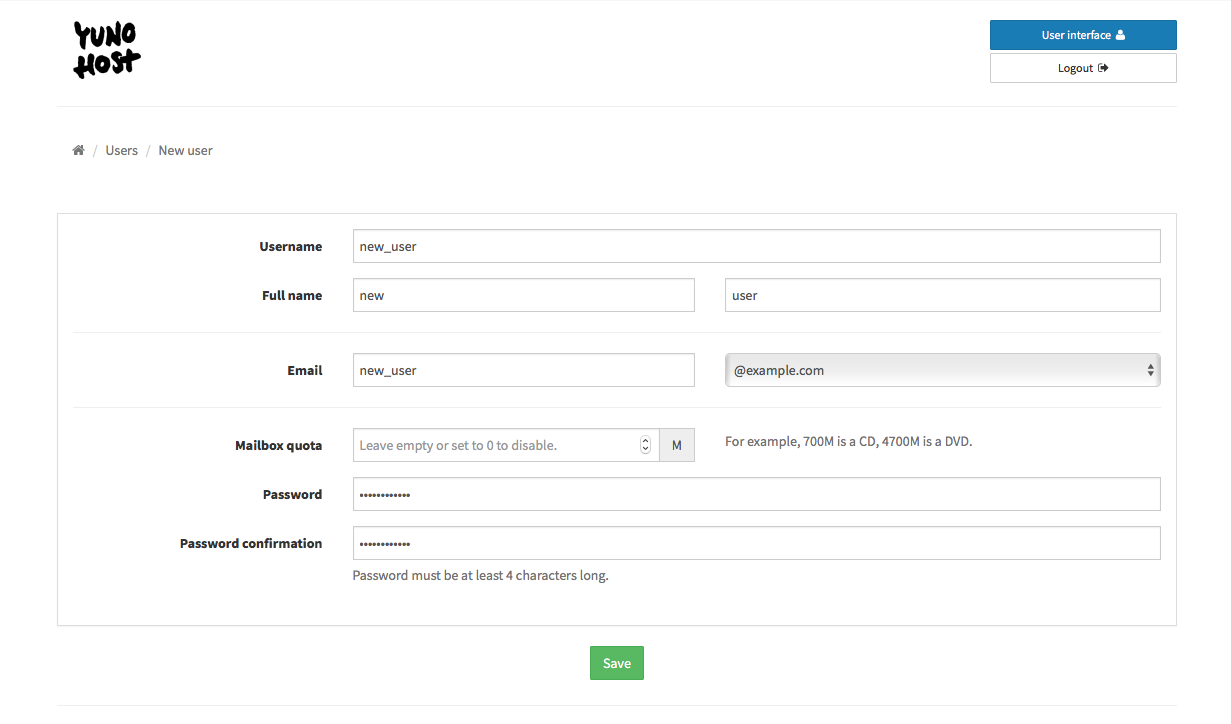 YUNO
HOST
User interface
Logout
/ Users / New user
Username new_user
Full name new user
Email new_user @example.com
Mailbox quota Leave empty or set to 0 to disable. M For example, 700M is a CD, 4700M is a DVD.
Password ••••••••••••
Password confirmation ••••••••••••
Password must be at least 4 characters long.
Save